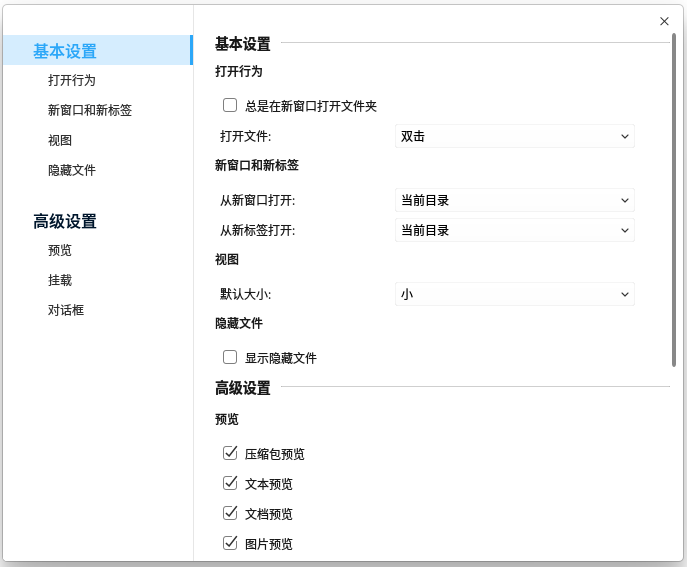 基本设置
打开行为
新窗口和新标签
视图
隐藏文件
高级设置
预览
挂载
对话框
基本设置
打开行为
总是在新窗口打开文件夹
打开文件: 双击
新窗口和新标签
从新窗口打开: 当前目录
从新标签打开: 当前目录
视图
默认大小: 小
隐藏文件
显示隐藏文件
高级设置
预览
压缩包预览
文本预览
文档预览
图片预览